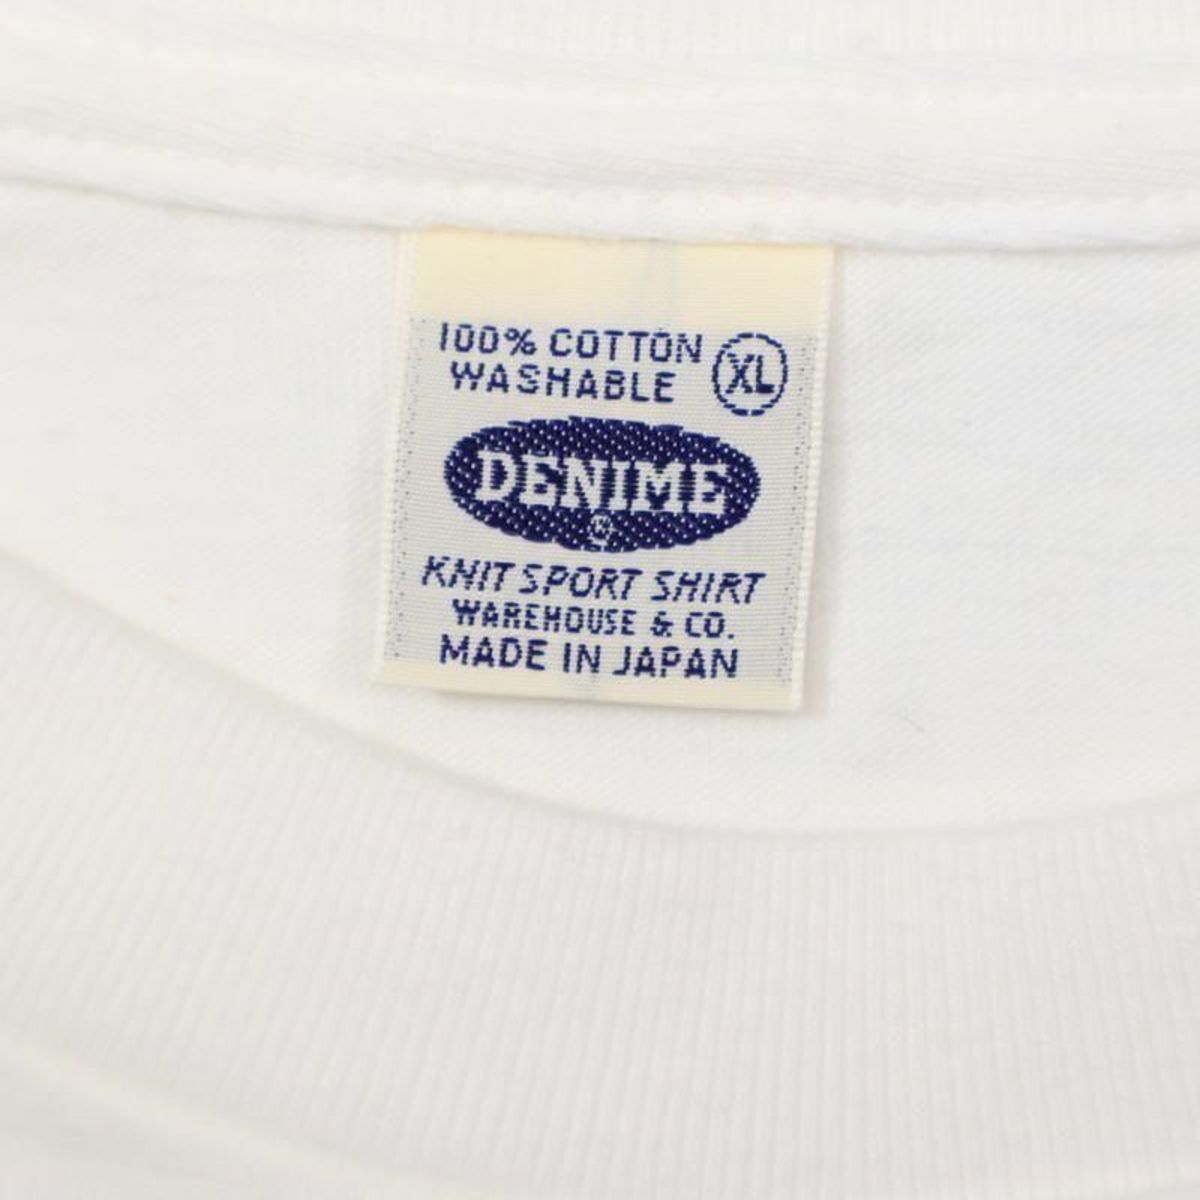 100% COTTON
WASHABLE
XL
DENIME
KNIT SPORT SHIRT
WAREHOUSE & CO.
MADE IN JAPAN